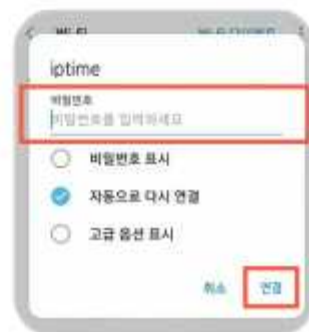 Wi-Fi
iptime
비밀번호
비밀번호를 입력하세요
비밀번호 표시
자동으로 다시 연결
고급 옵션 표시
취소 연결